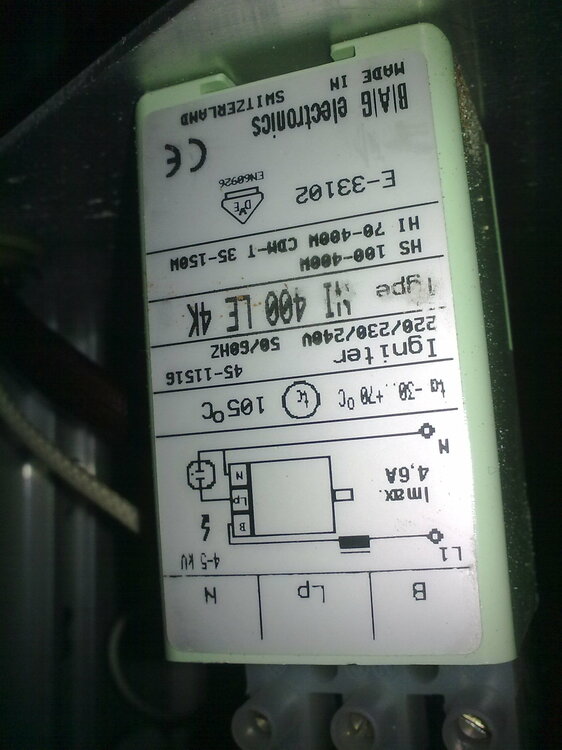 B Lp N
L1 4-5 kV
B
Lp
N
Imax.
4,6A
N
ta -30..+70°C tc 105°C
Igniter 45-11516
220/230/240V 50/60HZ
Type 400 LE 4K
HS 100-400W
HI 70-400W CDM-T 35-150W
E-33102
DVE
EN60926
CE
BAG electronics
MADE IN
SWITZERLAND